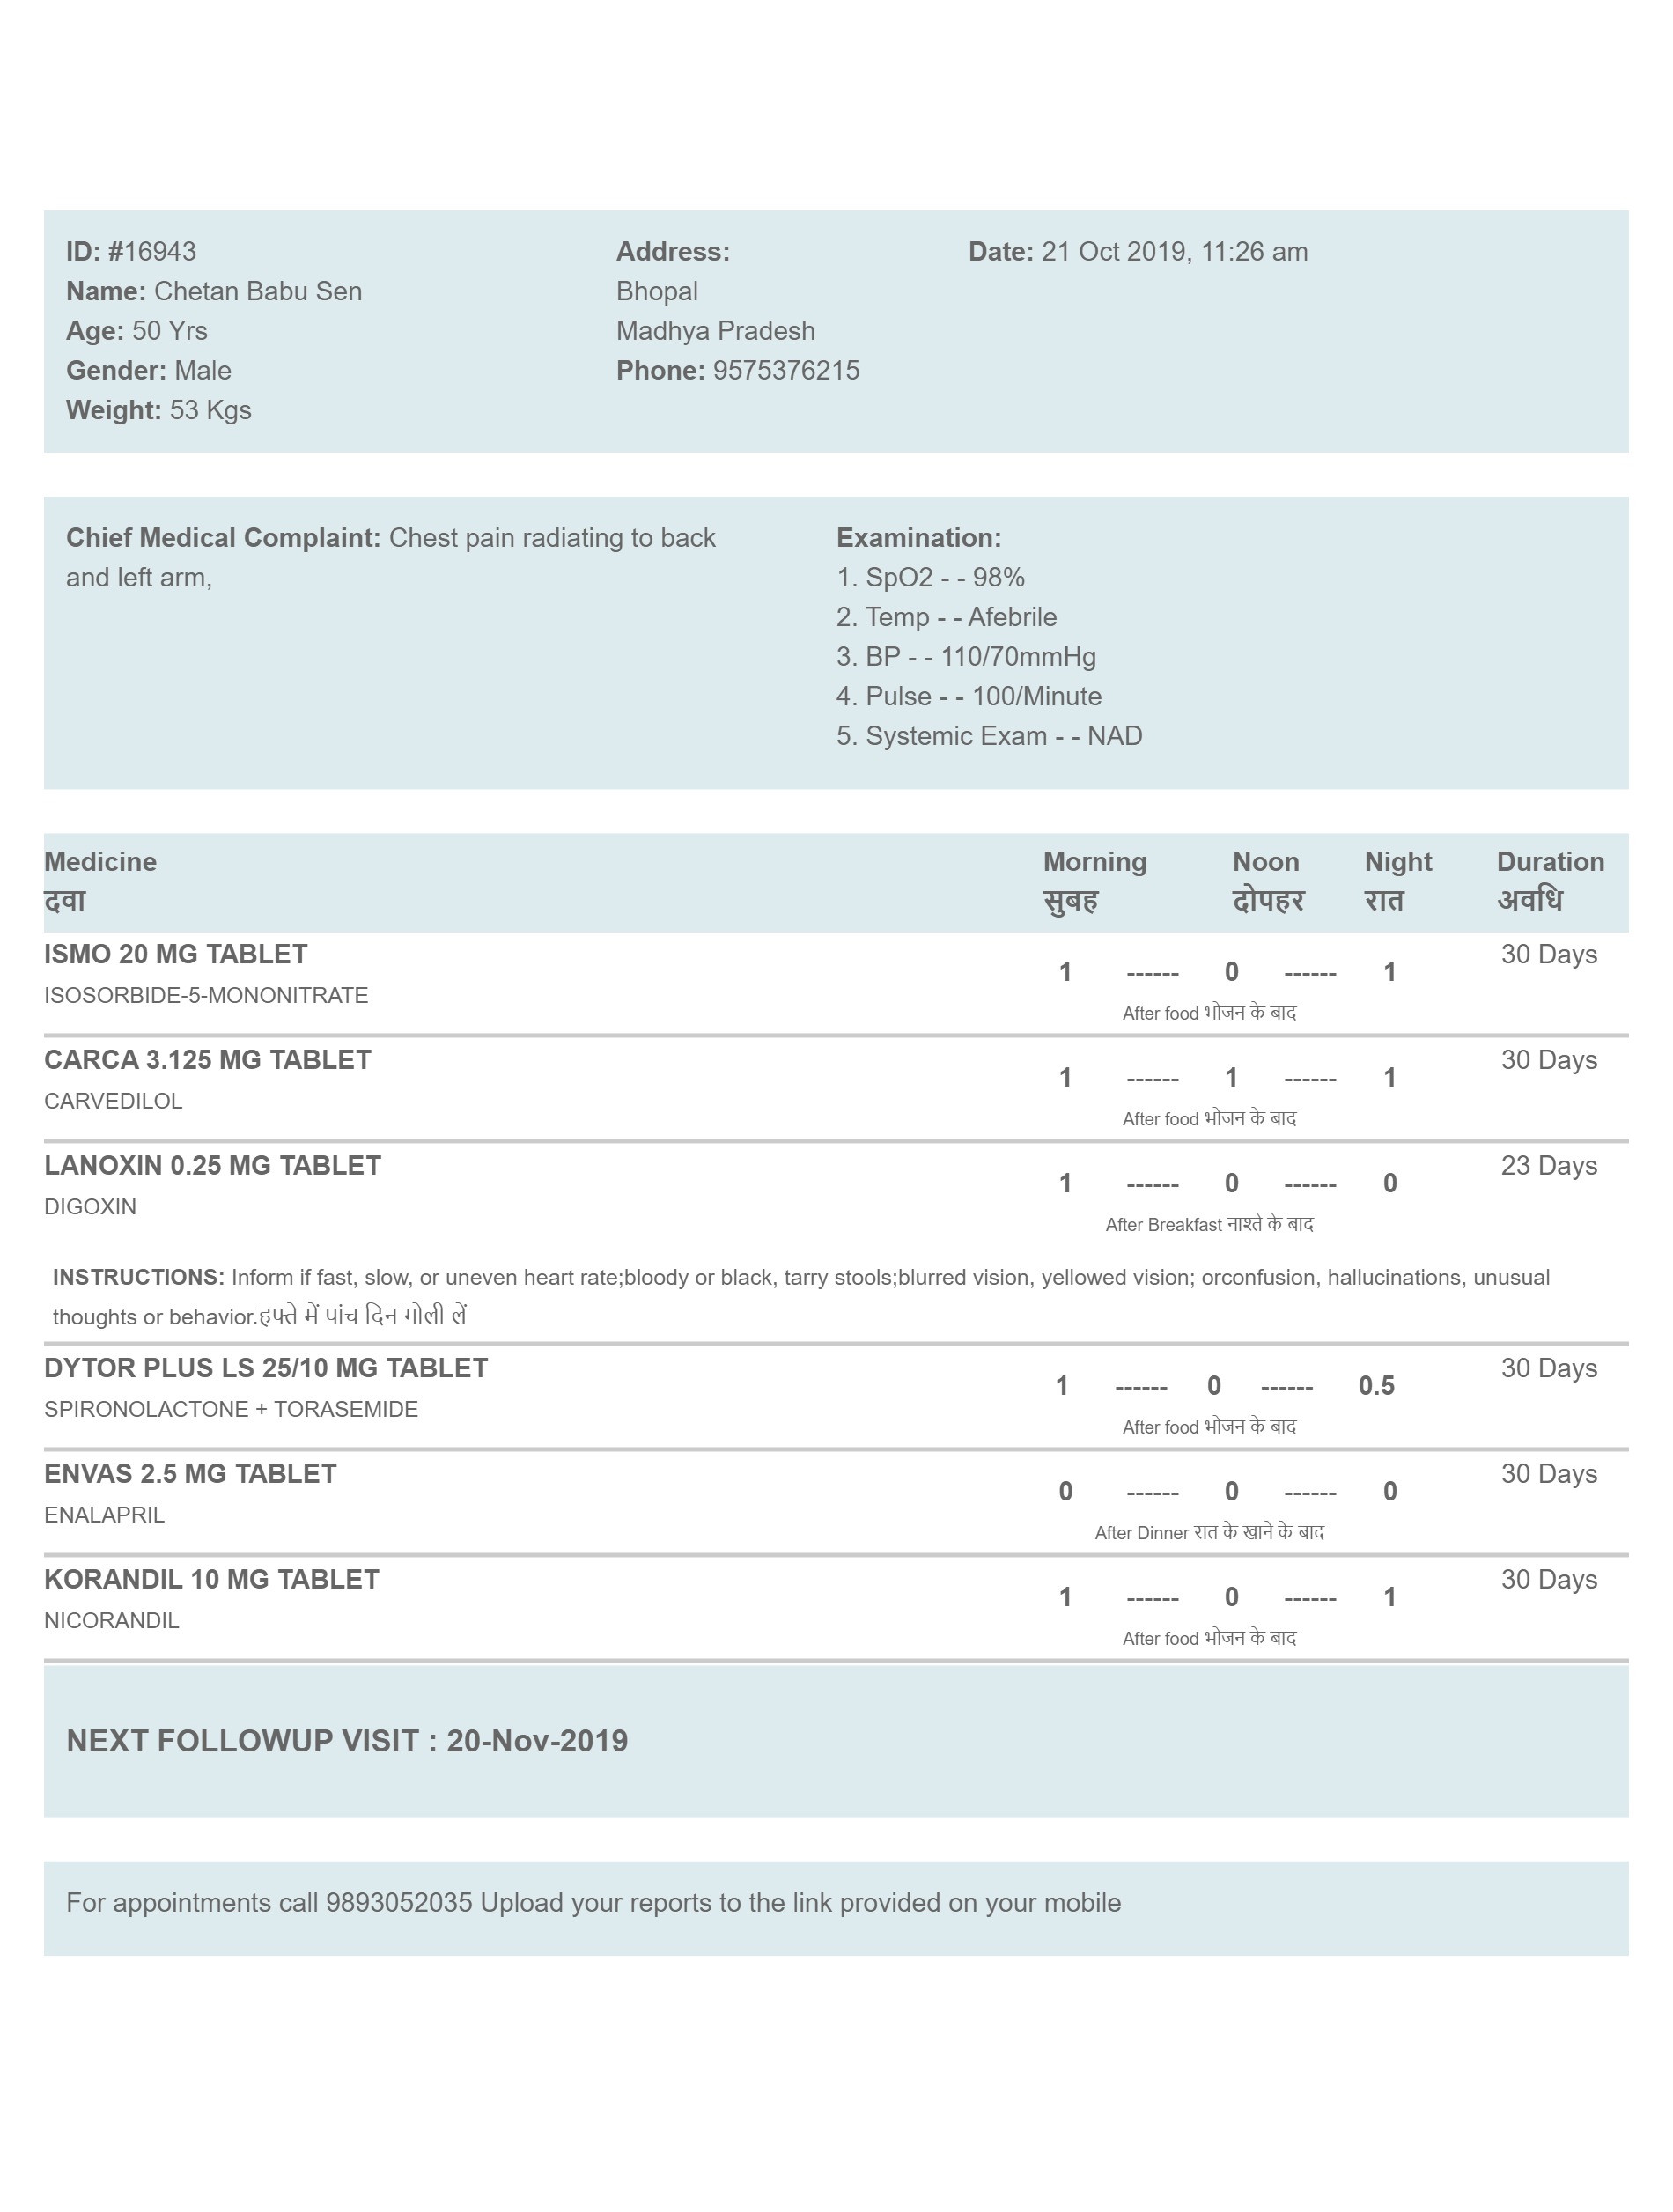 ID: #16943
Name: Chetan Babu Sen
Age: 50 Yrs
Gender: Male
Weight: 53 Kgs
Address:
Bhopal
Madhya Pradesh
Phone: 9575376215
Date: 21 Oct 2019, 11:26 am
Chief Medical Complaint: Chest pain radiating to back
and left arm,
Examination:
1. SpO2 - - 98%
2. Temp - - Afebrile
3. BP - - 110/70mmHg
4. Pulse - - 100/Minute
5. Systemic Exam - - NAD
Medicine Morning Noon Night Duration
दवा सुबह दोपहर रात अवधि
ISMO 20 MG TABLET 30 Days
1 ------ 0 ------ 1
ISOSORBIDE-5-MONONITRATE
After food भोजन के बाद
CARCA 3.125 MG TABLET 30 Days
1 ------ 1 ------ 1
CARVEDILOL
After food भोजन के बाद
LANOXIN 0.25 MG TABLET 23 Days
1 ------ 0 ------ 0
DIGOXIN
After Breakfast नाश्ते के बाद
INSTRUCTIONS: Inform if fast, slow, or uneven heart rate;bloody or black, tarry stools;blurred vision, yellowed vision; orconfusion, hallucinations, unusual
thoughts or behavior.हफ्ते में पांच दिन गोली लें
DYTOR PLUS LS 25/10 MG TABLET 30 Days
1 ------ 0 ------ 0.5
SPIRONOLACTONE + TORASEMIDE
After food भोजन के बाद
ENVAS 2.5 MG TABLET 30 Days
0 ------ 0 ------ 0
ENALAPRIL
After Dinner रात के खाने के बाद
KORANDIL 10 MG TABLET 30 Days
1 ------ 0 ------ 1
NICORANDIL
After food भोजन के बाद
NEXT FOLLOWUP VISIT : 20-Nov-2019
For appointments call 9893052035 Upload your reports to the link provided on your mobile